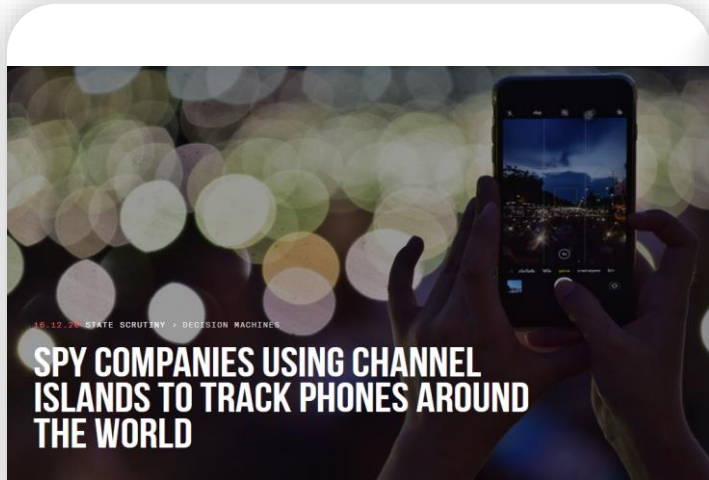 16.12.20 STATE SCRUTINY > DECISION MACHINES
SPY COMPANIES USING CHANNEL
ISLANDS TO TRACK PHONES AROUND
THE WORLD